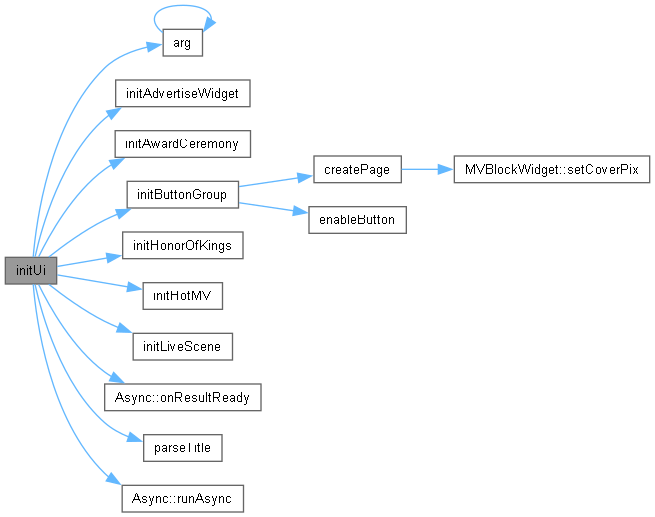 arg
initAdvertiseWidget
initAwardCeremony
initButtonGroup
createPage
MVBlockWidget::setCoverPix
enableButton
initHonorOfKings
initUi
initHotMV
initLiveScene
Async::onResultReady
parseTitle
Async::runAsync